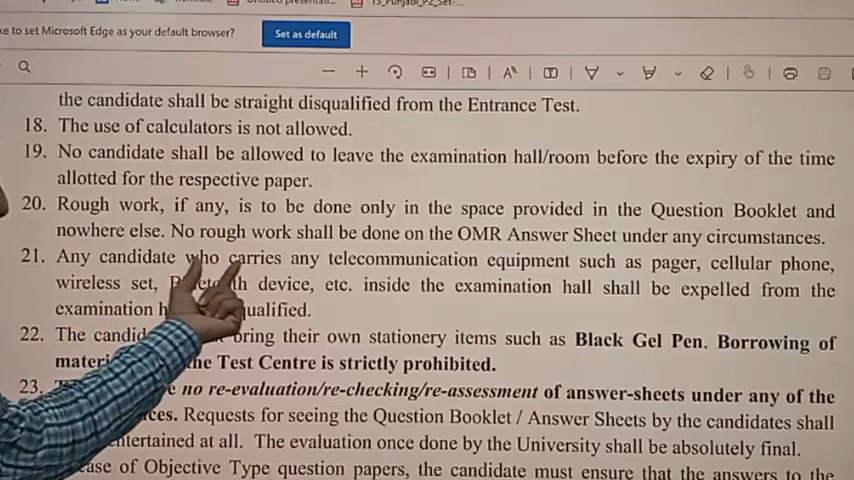 ke to set Microsoft Edge as your default browser? Set as default
the candidate shall be straight disqualified from the Entrance Test.
18. The use of calculators is not allowed.
19. No candidate shall be allowed to leave the examination hall/room before the expiry of the time
allotted for the respective paper.
20. Rough work, if any, is to be done only in the space provided in the Question Booklet and
nowhere else. No rough work shall be done on the OMR Answer Sheet under any circumstances.
21. Any candidate who carries any telecommunication equipment such as pager, cellular phone,
wireless set, device, etc. inside the examination hall shall be expelled from the
examination
22. The bring their own stationery items such as Black Gel Pen. Borrowing of
the Test Centre is strictly prohibited.
23. no re-evaluation/re-checking/re-assessment of answer-sheets under any of the
Requests for seeing the Question Booklet / Answer Sheets by the candidates shall
at all. The evaluation once done by the University shall be absolutely final.
of Objective Type question papers, the candidate must ensure that the answers to the